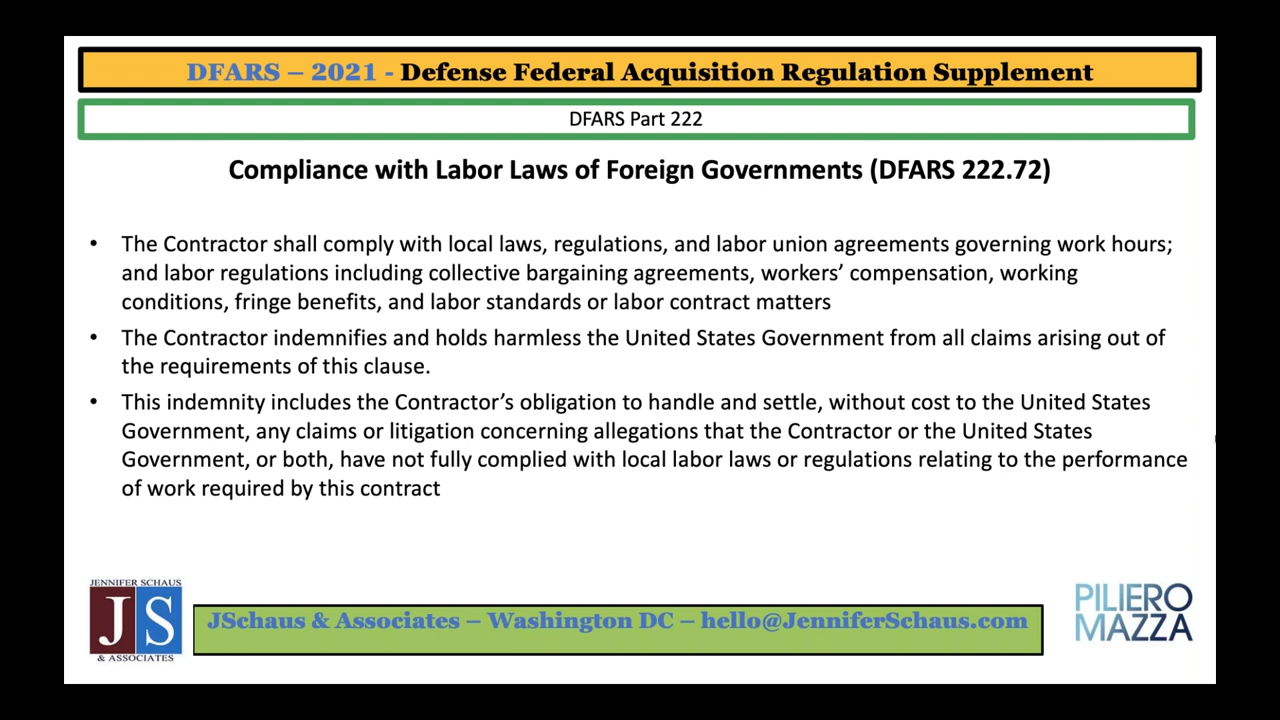 DFARS – 2021 - Defense Federal Acquisition Regulation Supplement
DFARS Part 222
Compliance with Labor Laws of Foreign Governments (DFARS 222.72)
• The Contractor shall comply with local laws, regulations, and labor union agreements governing work hours;
and labor regulations including collective bargaining agreements, workers’ compensation, working
conditions, fringe benefits, and labor standards or labor contract matters
• The Contractor indemnifies and holds harmless the United States Government from all claims arising out of
the requirements of this clause.
• This indemnity includes the Contractor’s obligation to handle and settle, without cost to the United States
Government, any claims or litigation concerning allegations that the Contractor or the United States
Government, or both, have not fully complied with local labor laws or regulations relating to the performance
of work required by this contract
JENNIFER SCHAUS
JS
& ASSOCIATES
JSchaus & Associates – Washington DC – hello@JenniferSchaus.com
PILIERO
MAZZA